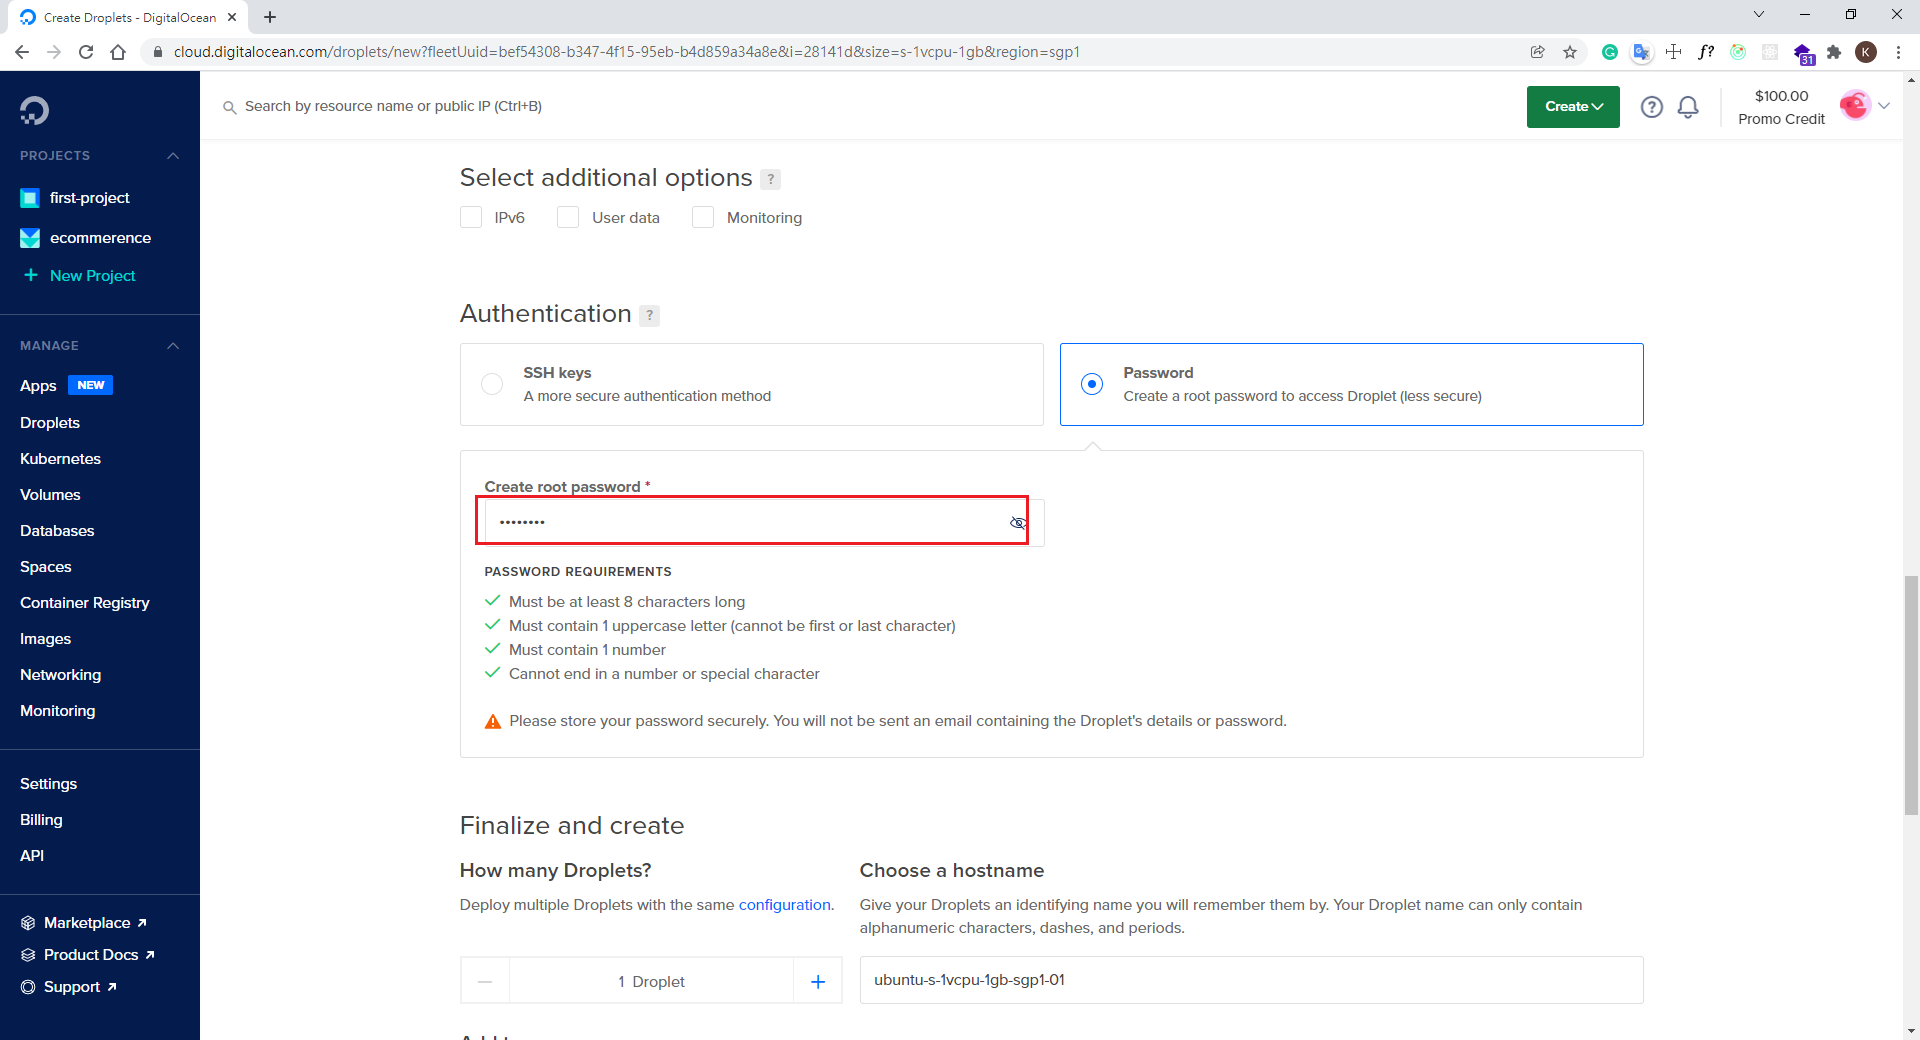 Create Droplets - DigitalOcean
cloud.digitalocean.com/droplets/new?fleetUuid=bef54308-b347-4f15-95eb-b4d859a34a8e&i=28141d&size=s-1vcpu-1gb&region=sgp1
f?
31
K
Search by resource name or public IP (Ctrl+B)
Create
?
$100.00
Promo Credit
PROJECTS
first-project
ecommerence
+ New Project
MANAGE
Apps NEW
Droplets
Kubernetes
Volumes
Databases
Spaces
Container Registry
Images
Networking
Monitoring
Settings
Billing
API
Marketplace
Product Docs
Support
Select additional options ?
IPv6 User data Monitoring
Authentication ?
SSH keys
A more secure authentication method
Password
Create a root password to access Droplet (less secure)
Create root password *
••••••••
PASSWORD REQUIREMENTS
Must be at least 8 characters long
Must contain 1 uppercase letter (cannot be first or last character)
Must contain 1 number
Cannot end in a number or special character
Please store your password securely. You will not be sent an email containing the Droplet's details or password.
Finalize and create
How many Droplets?
Deploy multiple Droplets with the same configuration.
− 1 Droplet +
Choose a hostname
Give your Droplets an identifying name you will remember them by. Your Droplet name can only contain
alphanumeric characters, dashes, and periods.
ubuntu-s-1vcpu-1gb-sgp1-01